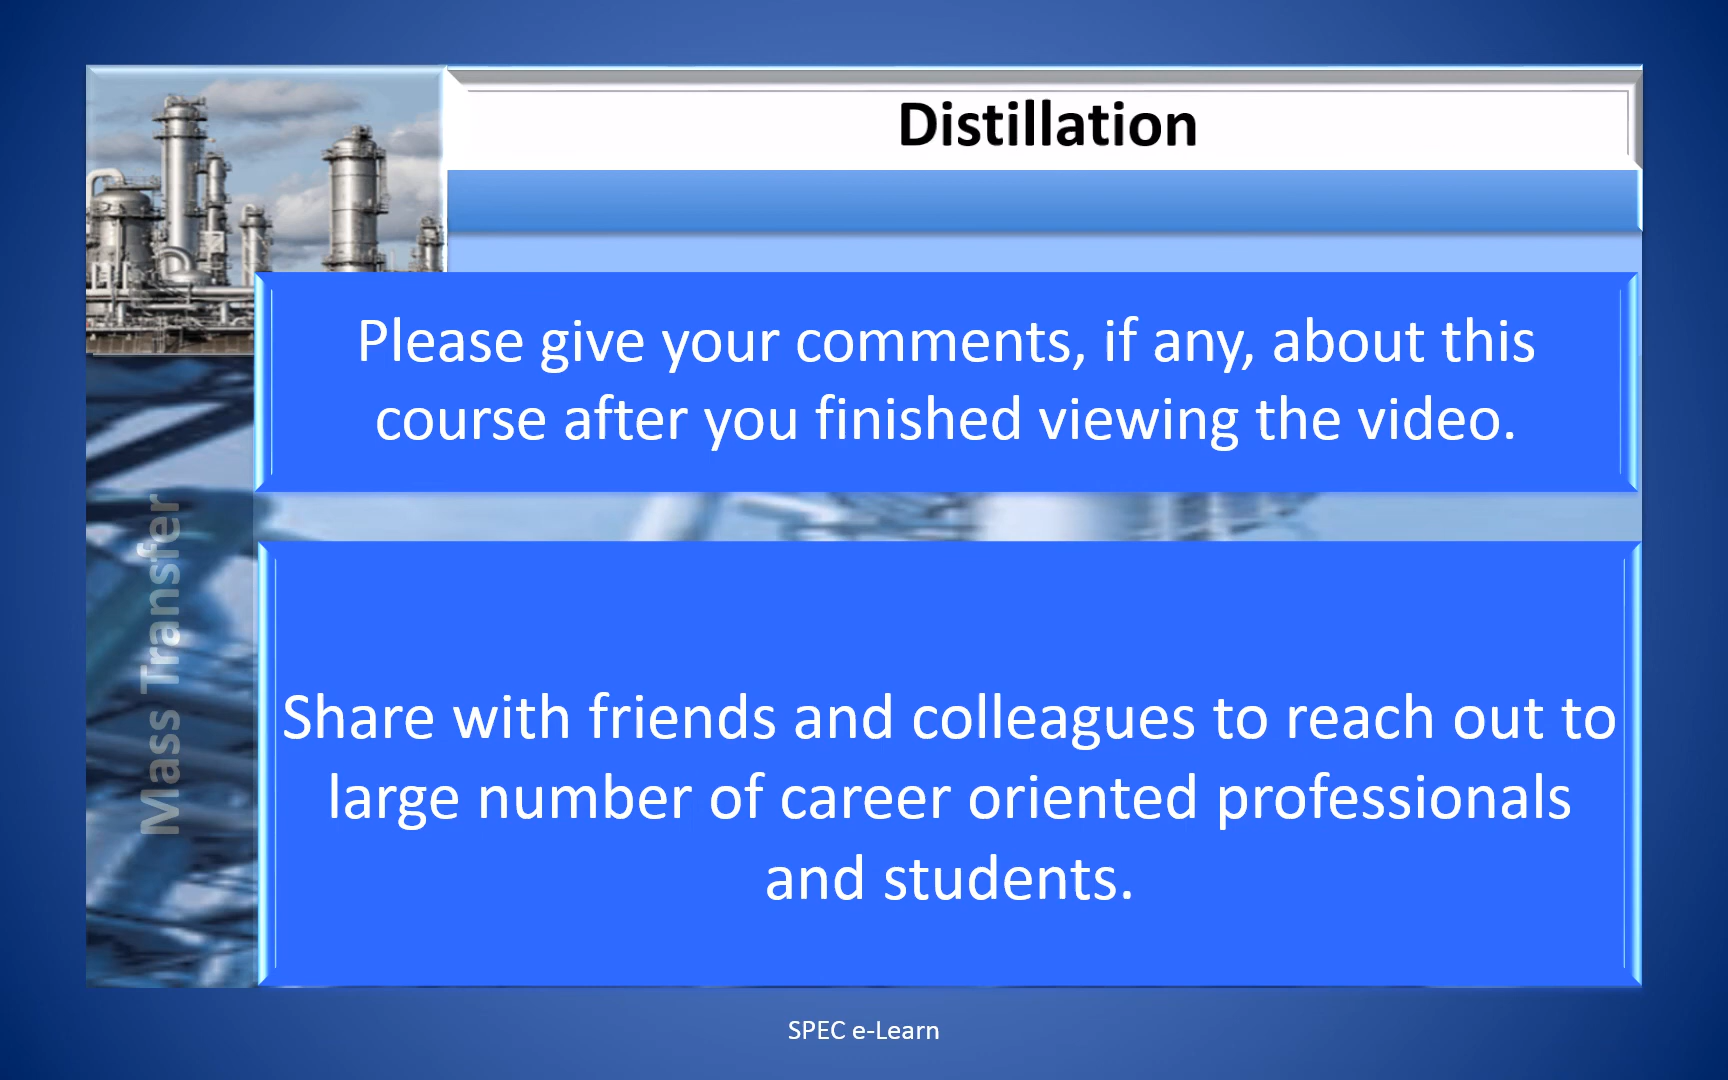 Distillation
Please give your comments, if any, about this
course after you finished viewing the video.
Mass Transfer
Share with friends and colleagues to reach out to
large number of career oriented professionals
and students.
SPEC e-Learn